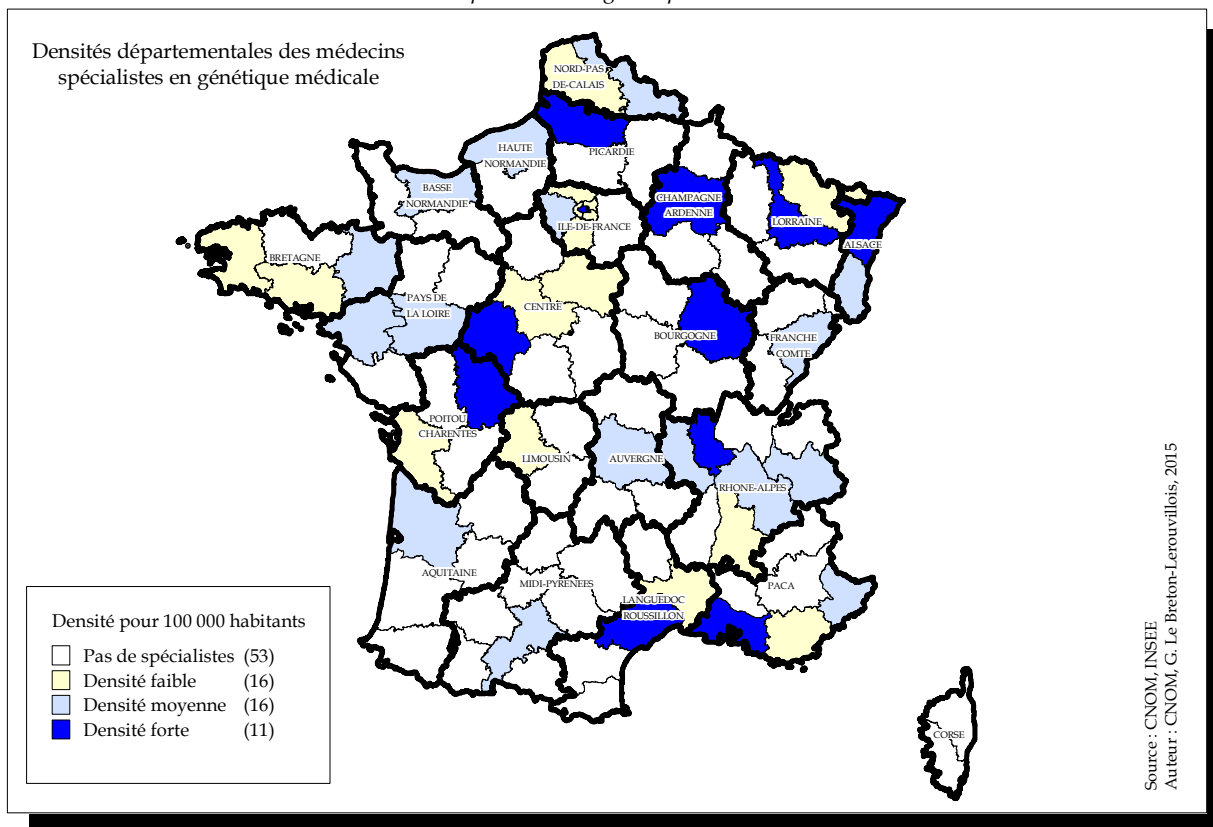 Densités départementales des médecins
spécialistes en génétique médicale
NORD-PAS
DE-CALAIS
HAUTE
NORMANDIE
PICARDIE
BASSE
NORMANDIE
CHAMPAGNE
ARDENNE
LORRAINE
ILE-DE-FRANCE
ALSACE
BRETAGNE
PAYS DE
LA LOIRE
CENTRE
BOURGOGNE
FRANCHE
COMTE
POITOU
CHARENTES
LIMOUSIN
AUVERGNE
RHONE-ALPES
AQUITAINE
MIDI-PYRENEES
LANGUEDOC
ROUSSILLON
PACA
CORSE
Densité pour 100 000 habitants
Pas de spécialistes (53)
Densité faible (16)
Densité moyenne (16)
Densité forte (11)
Source : CNOM, INSEE
Auteur : CNOM, G. Le Breton-Lerouvillois, 2015